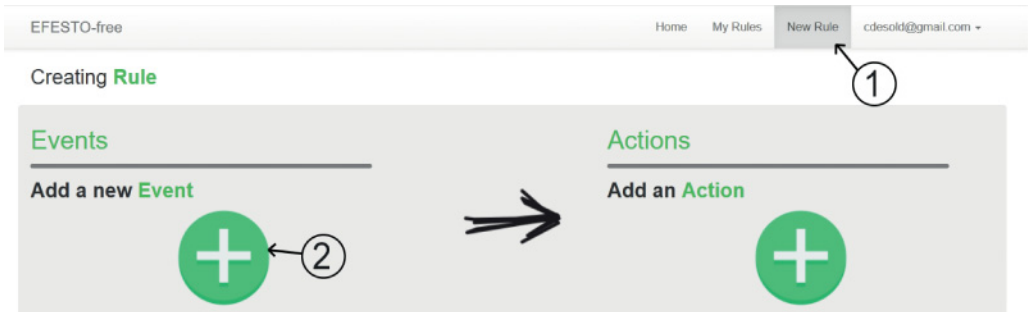 EFESTO-free Home My Rules New Rule cdesold@gmail.com
1
Creating Rule
Events
Actions
Add a new Event
Add an Action
2